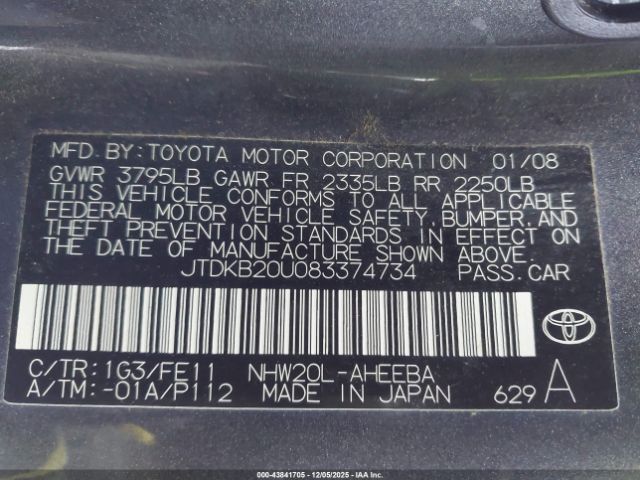 MFD. BY: TOYOTA MOTOR CORPORATION 01/08
GVWR 3795LB GAWR FR 2335LB RR 2250LB
THIS VEHICLE CONFORMS TO ALL APPLICABLE
FEDERAL MOTOR VEHICLE SAFETY, BUMPER, AND
THEFT PREVENTION STANDARDS IN EFFECT ON
THE DATE OF MANUFACTURE SHOWN ABOVE.
JTDKB20U083374734 PASS. CAR
C/TR: 1G3/FE11 NHW20L-AHEEBA
A/TM: -01A/P112 MADE IN JAPAN 629 A
TOYOTA
000-43841705 12/05/2025 IAA, Inc.